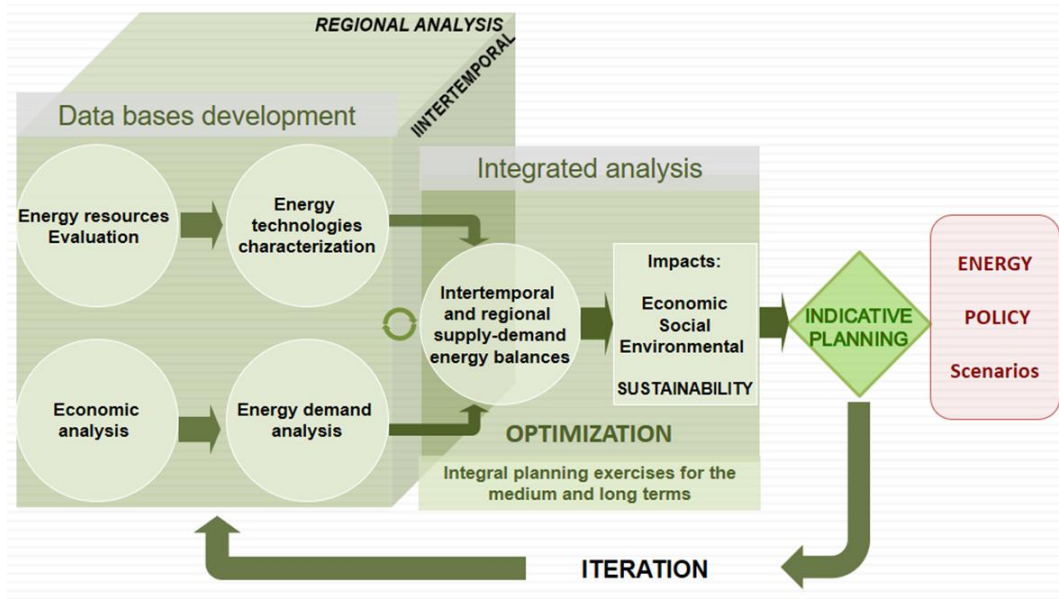 REGIONAL ANALYSIS
IINTERTEMPORAL
Data bases development
Energy resources
Evaluation
Energy
technologies
characterization
Economic
analysis
Energy demand
analysis
Integrated analysis
Intertemporal
and regional
supply-demand
energy balances
Impacts:
Economic
Social
Environmental
SUSTAINABILITY
OPTIMIZATION
Integral planning exercises for the
medium and long terms
INDICATIVE
PLANNING
ENERGY
POLICY
Scenarios
ITERATION